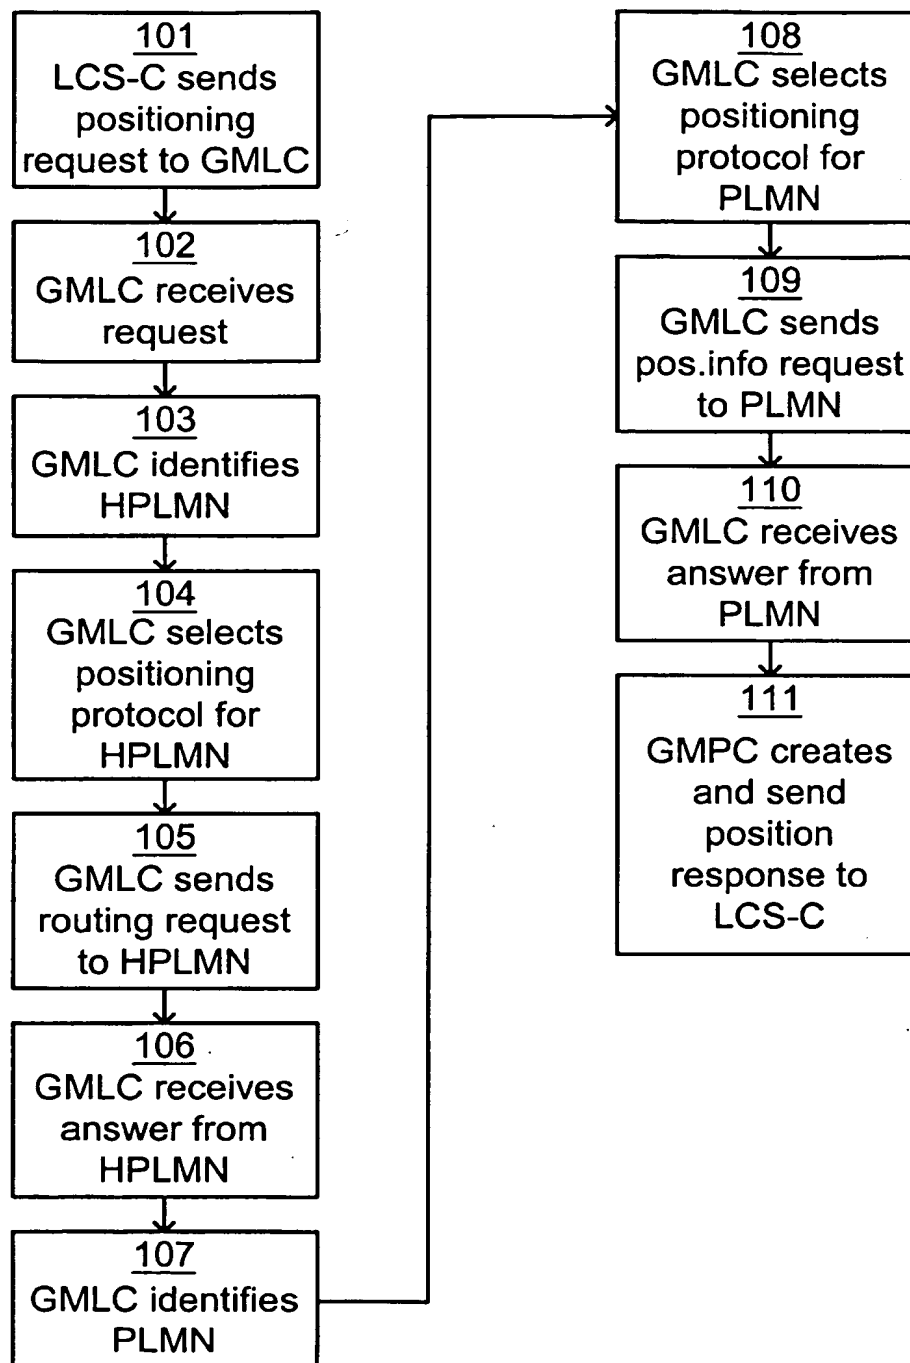 101
LCS-C sends
positioning
request to GMLC
102
GMLC receives
request
103
GMLC identifies
HPLMN
104
GMLC selects
positioning
protocol for
HPLMN
105
GMLC sends
routing request
to HPLMN
106
GMLC receives
answer from
HPLMN
107
GMLC identifies
PLMN
108
GMLC selects
positioning
protocol for
PLMN
109
GMLC sends
pos.info request
to PLMN
110
GMLC receives
answer from
PLMN
111
GMPC creates
and send
position
response to
LCS-C